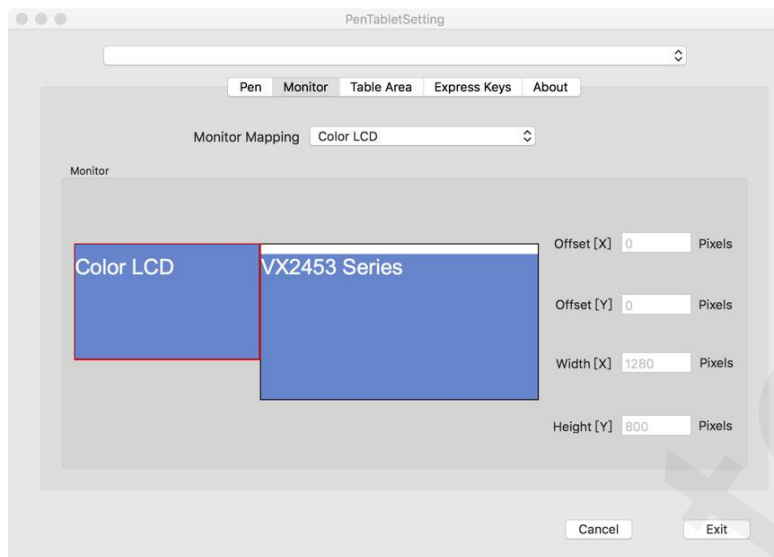 PenTabletSetting
Pen Monitor Table Area Express Keys About
Monitor Mapping Color LCD
Monitor
Color LCD VX2453 Series
Offset [X] 0 Pixels
Offset [Y] 0 Pixels
Width [X] 1280 Pixels
Height [Y] 800 Pixels
Cancel Exit